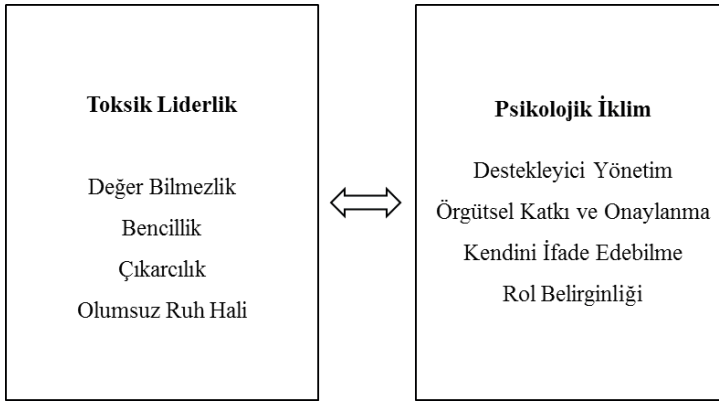 Toksik Liderlik
Değer Bilmezlik
Bencillik
Çıkarcılık
Olumsuz Ruh Hali
Psikolojik İklim
Destekleyici Yönetim
Örgütsel Katkı ve Onaylanma
Kendini İfade Edebilme
Rol Belirginliği